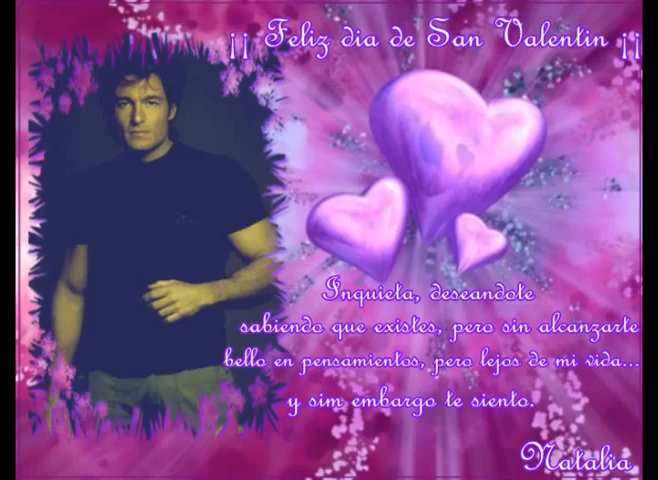 ¡¡ Feliz dia de San Valentin ¡¡
Inquieta, deseandote
sabiendo que existes, pero sin alcanzarte
bello en pensamientos, pero lejos de mi vida...
y sim embargo te siento.
Natalia